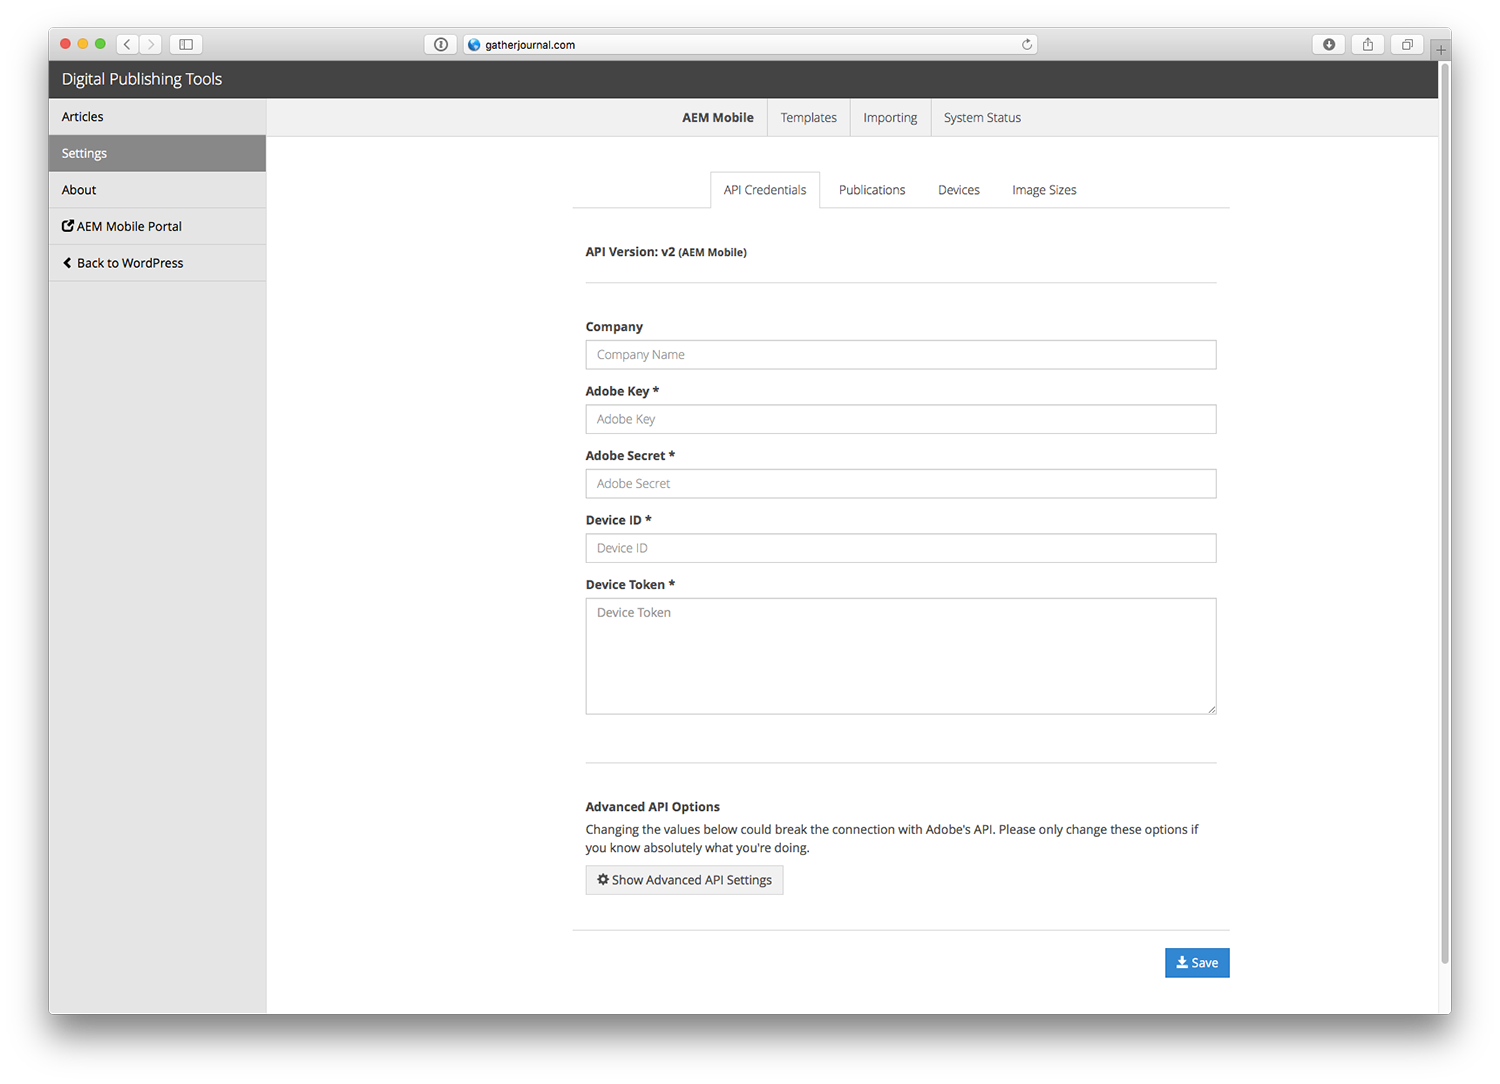 gatherjournal.com
Digital Publishing Tools
Articles
Settings
About
AEM Mobile Portal
Back to WordPress
AEM Mobile
Templates
Importing
System Status
API Credentials
Publications
Devices
Image Sizes
API Version: v2 (AEM Mobile)
Company
Company Name
Adobe Key *
Adobe Key
Adobe Secret *
Adobe Secret
Device ID *
Device ID
Device Token *
Device Token
Advanced API Options
Changing the values below could break the connection with Adobe's API. Please only change these options if
you know absolutely what you're doing.
Show Advanced API Settings
Save